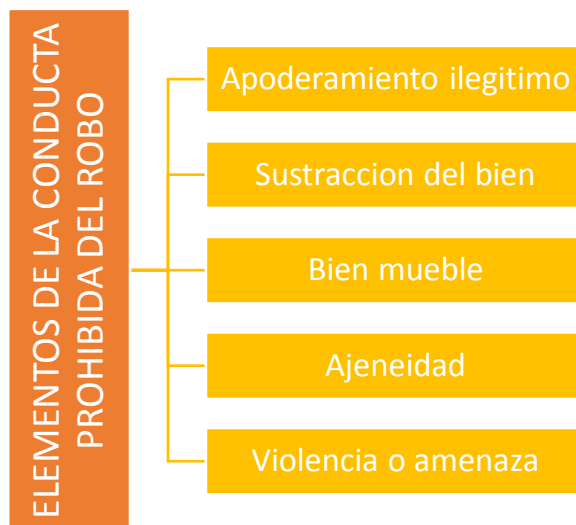 ELEMENTOS DE LA CONDUCTA
PROHIBIDA DEL ROBO
Apoderamiento ilegitimo
Sustraccion del bien
Bien mueble
Ajeneidad
Violencia o amenaza